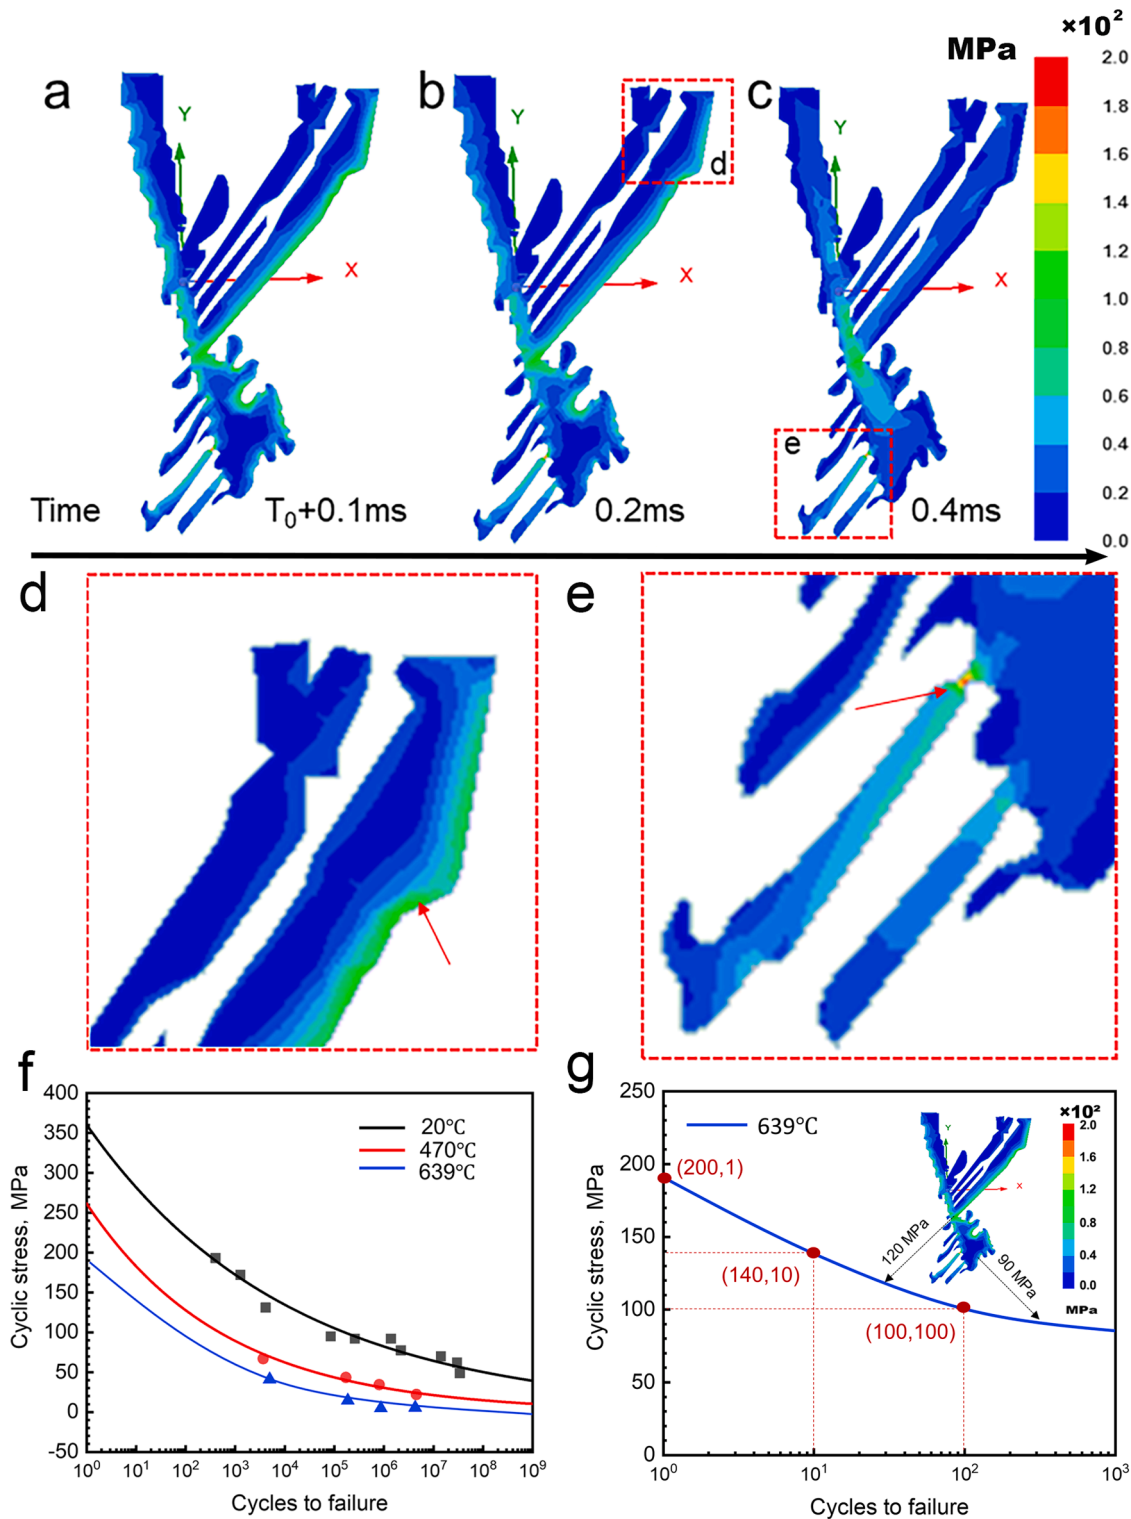 ×10²
MPa
a
b
c
d
e
Y
Y
Y
X
X
X
2.0
1.8
1.6
1.4
1.2
1.0
0.8
0.6
0.4
0.2
0.0
Time
T₀+0.1ms
0.2ms
0.4ms
d
e
f
Cyclic stress, MPa
400
350
300
250
200
150
100
50
0
-50
20℃
470℃
639℃
10⁰ 10¹ 10² 10³ 10⁴ 10⁵ 10⁶ 10⁷ 10⁸ 10⁹
Cycles to failure
g
Cyclic stress, MPa
250
200
150
100
50
0
639℃
(200,1)
(140,10)
(100,100)
120 MPa
90 MPa
Y
X
×10²
2.0
1.6
1.2
0.8
0.4
0.0
MPa
10⁰ 10¹ 10² 10³
Cycles to failure